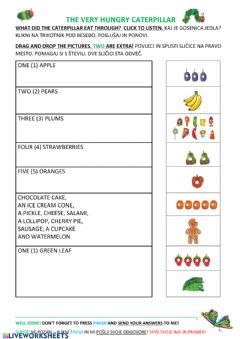 THE VERY HUNGRY CATERPILLAR
WHAT DID THE CATERPILLAR EAT THROUGH? CLICK TO LISTEN. KAJ JE GOSENICA JEDLA?
KLIKNI NA TRIKOTNIK POD BESEDO, POSLUŠAJ IN PONOVI.
DRAG AND DROP THE PICTURES. TWO ARE EXTRA! POVLECI IN SPUSTI SLIČICE NA PRAVO
MESTO. POMAGAJ SI S ŠTEVILI. DVE SLIČICI STA ODVEČ.
ONE (1) APPLE
TWO (2) PEARS
THREE (3) PLUMS
FOUR (4) STRAWBERRIES
FIVE (5) ORANGES
CHOCOLATE CAKE,
AN ICE CREAM CONE,
A PICKLE, CHEESE, SALAMI,
A LOLLIPOP, CHERRY PIE,
SAUSAGE, A CUPCAKE
AND WATERMELON
ONE (1) GREEN LEAF
WELL DONE! DON'T FORGET TO PRESS FINISH AND SEND YOUR ANSWERS TO ME!
FINISH IN MI POŠLJI SVOJE ODGOVORE! VPIŠI SVOJE IME IN PRIIMEK!
LIVEWORKSHEETS